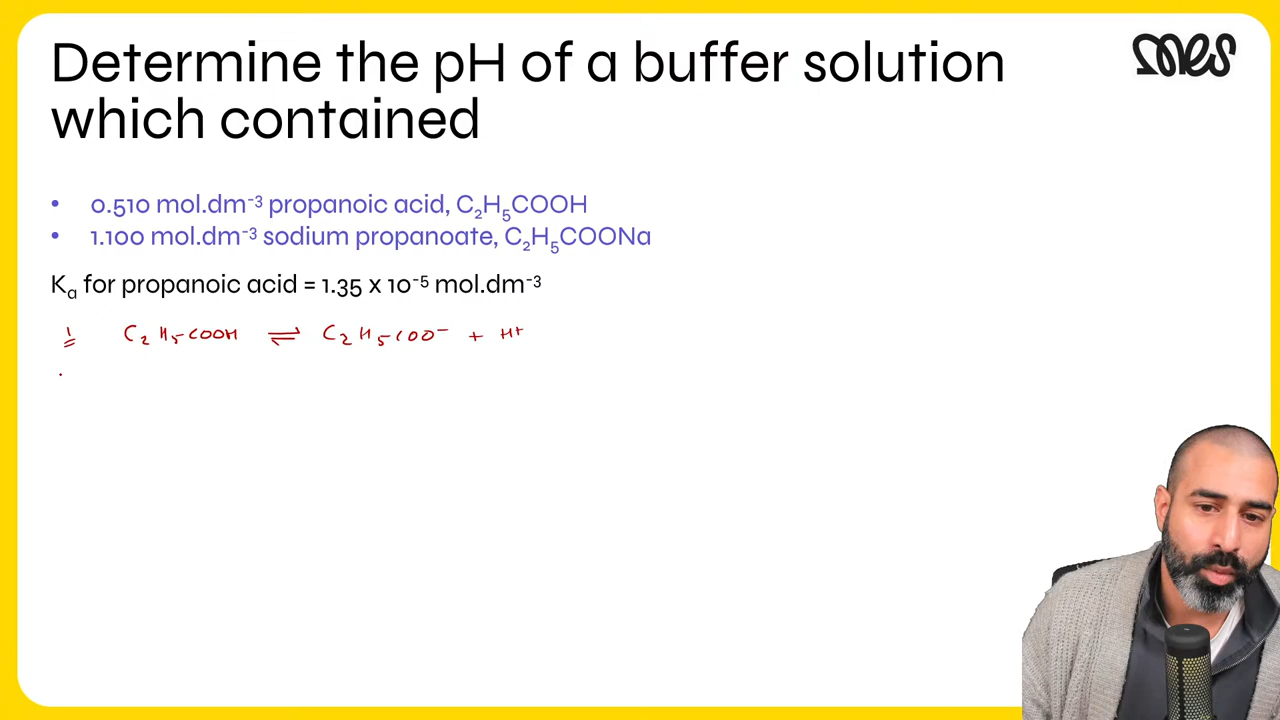 Determine the pH of a buffer solution
which contained
• 0.510 mol.dm⁻³ propanoic acid, C₂H₅COOH
• 1.100 mol.dm⁻³ sodium propanoate, C₂H₅COONa
Kₐ for propanoic acid = 1.35 x 10⁻⁵ mol.dm⁻³
1 C₂H₅COOH ⇌ C₂H₅COO⁻ + H+